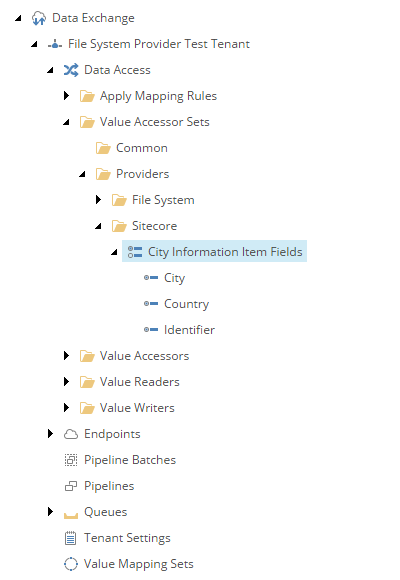 Data Exchange
File System Provider Test Tenant
Data Access
Apply Mapping Rules
Value Accessor Sets
Common
Providers
File System
Sitecore
City Information Item Fields
City
Country
Identifier
Value Accessors
Value Readers
Value Writers
Endpoints
Pipeline Batches
Pipelines
Queues
Tenant Settings
Value Mapping Sets